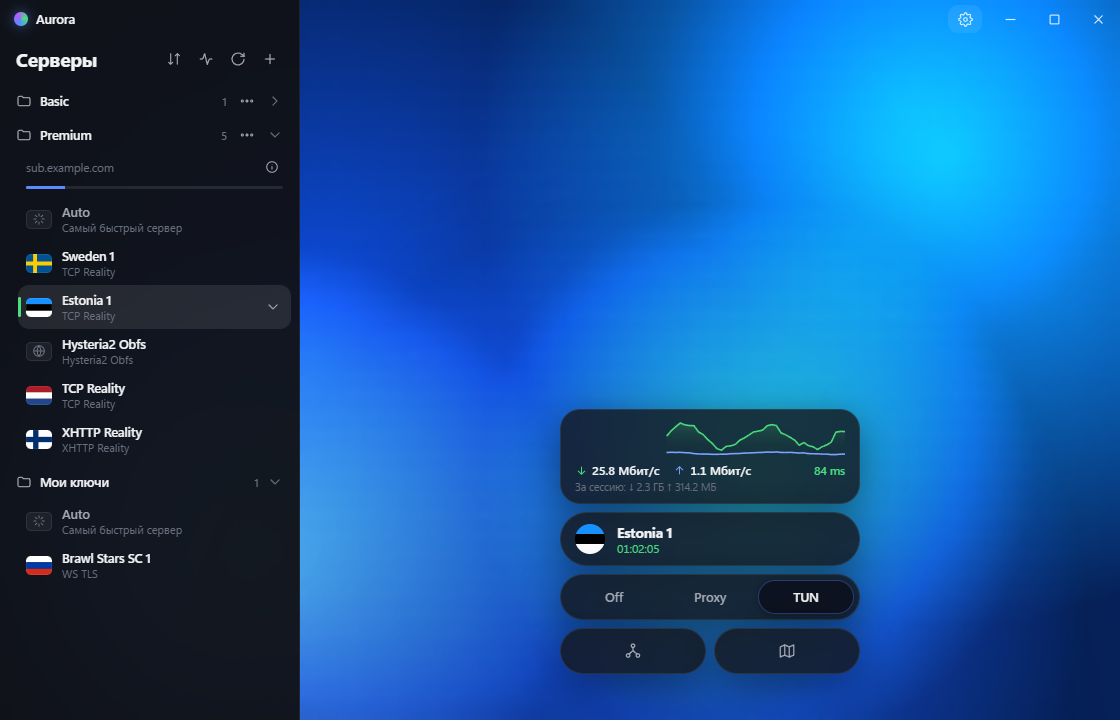 Aurora
Серверы
Basic 1
Premium 5
sub.example.com
Auto
Самый быстрый сервер
Sweden 1
TCP Reality
Estonia 1
TCP Reality
Hysteria2 Obfs
Hysteria2 Obfs
TCP Reality
TCP Reality
XHTTP Reality
XHTTP Reality
Мои ключи 1
Auto
Самый быстрый сервер
Brawl Stars SC 1
WS TLS
↓ 25.8 Мбит/с ↑ 1.1 Мбит/с 84 ms
За сессию: ↓ 2.3 ГБ ↑ 314.2 МБ
Estonia 1
01:02:05
Off Proxy TUN